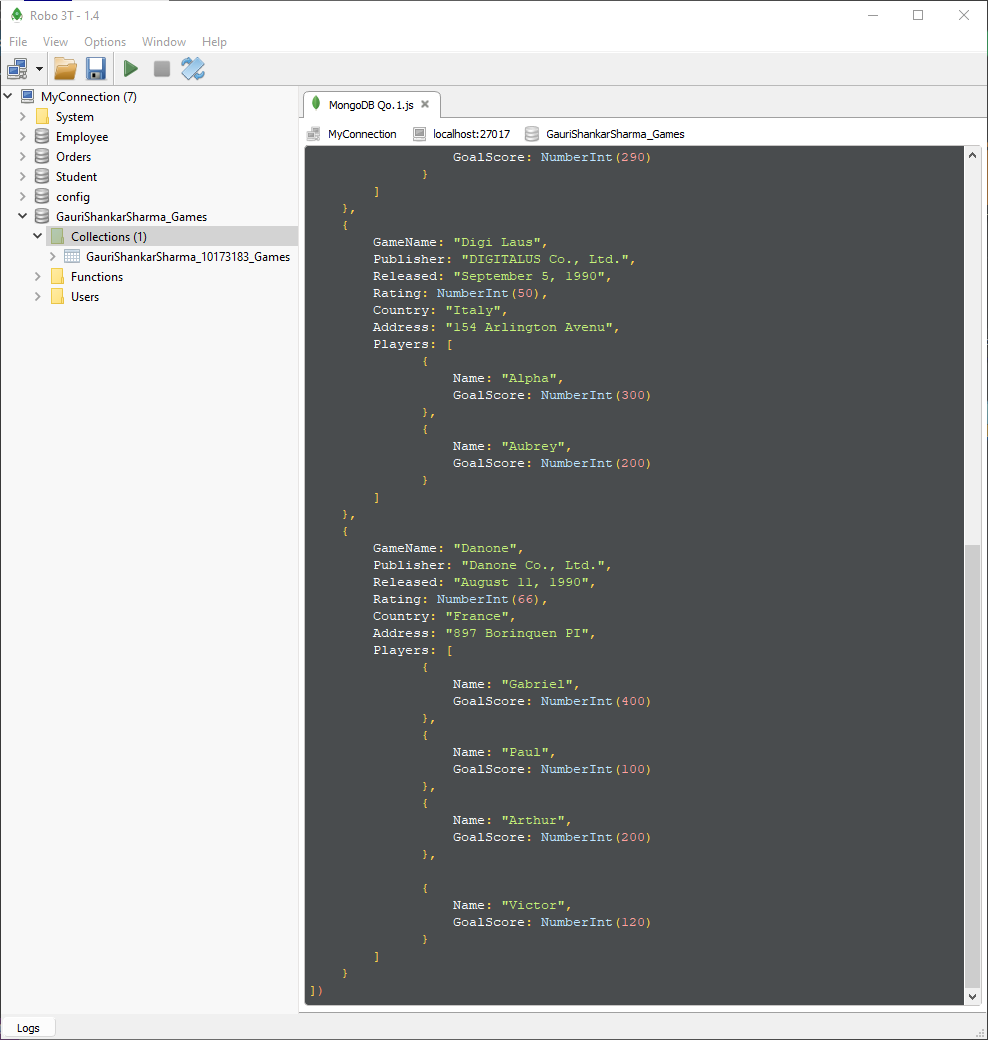 Robo 3T - 1.4
File View Options Window Help
MyConnection (7)
System
Employee
Orders
Student
config
GauriShankarSharma_Games
Collections (1)
GauriShankarSharma_10173183_Games
Functions
Users
MongoDB Qo.1.js
MyConnection localhost:27017 GauriShankarSharma_Games
GoalScore: NumberInt(290)
}
]
},
{
GameName: "Digi Laus",
Publisher: "DIGITALUS Co., Ltd.",
Released: "September 5, 1990",
Rating: NumberInt(50),
Country: "Italy",
Address: "154 Arlington Avenu",
Players: [
{
Name: "Alpha",
GoalScore: NumberInt(300)
},
{
Name: "Aubrey",
GoalScore: NumberInt(200)
}
]
},
{
GameName: "Danone",
Publisher: "Danone Co., Ltd.",
Released: "August 11, 1990",
Rating: NumberInt(66),
Country: "France",
Address: "897 Borinquen PI",
Players: [
{
Name: "Gabriel",
GoalScore: NumberInt(400)
},
{
Name: "Paul",
GoalScore: NumberInt(100)
},
{
Name: "Arthur",
GoalScore: NumberInt(200)
},
{
Name: "Victor",
GoalScore: NumberInt(120)
}
]
}
])
Logs